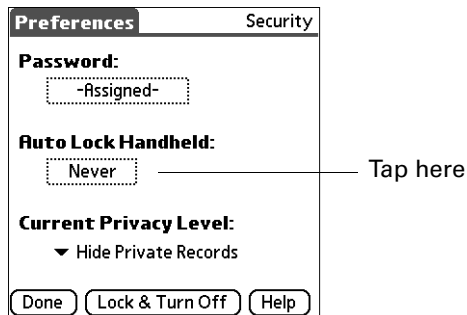 Preferences Security
Password:
-Assigned-
Auto Lock Handheld:
Never Tap here
Current Privacy Level:
Hide Private Records
Done Lock & Turn Off Help